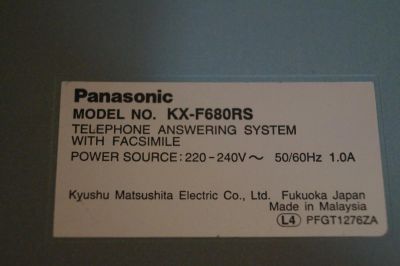 Panasonic
MODEL NO. KX-F680RS
TELEPHONE ANSWERING SYSTEM
WITH FACSIMILE
POWER SOURCE: 220-240V～ 50/60Hz 1.0A
Kyushu Matsushita Electric Co., Ltd. Fukuoka Japan
Made in Malaysia
L4 PFGT1276ZA